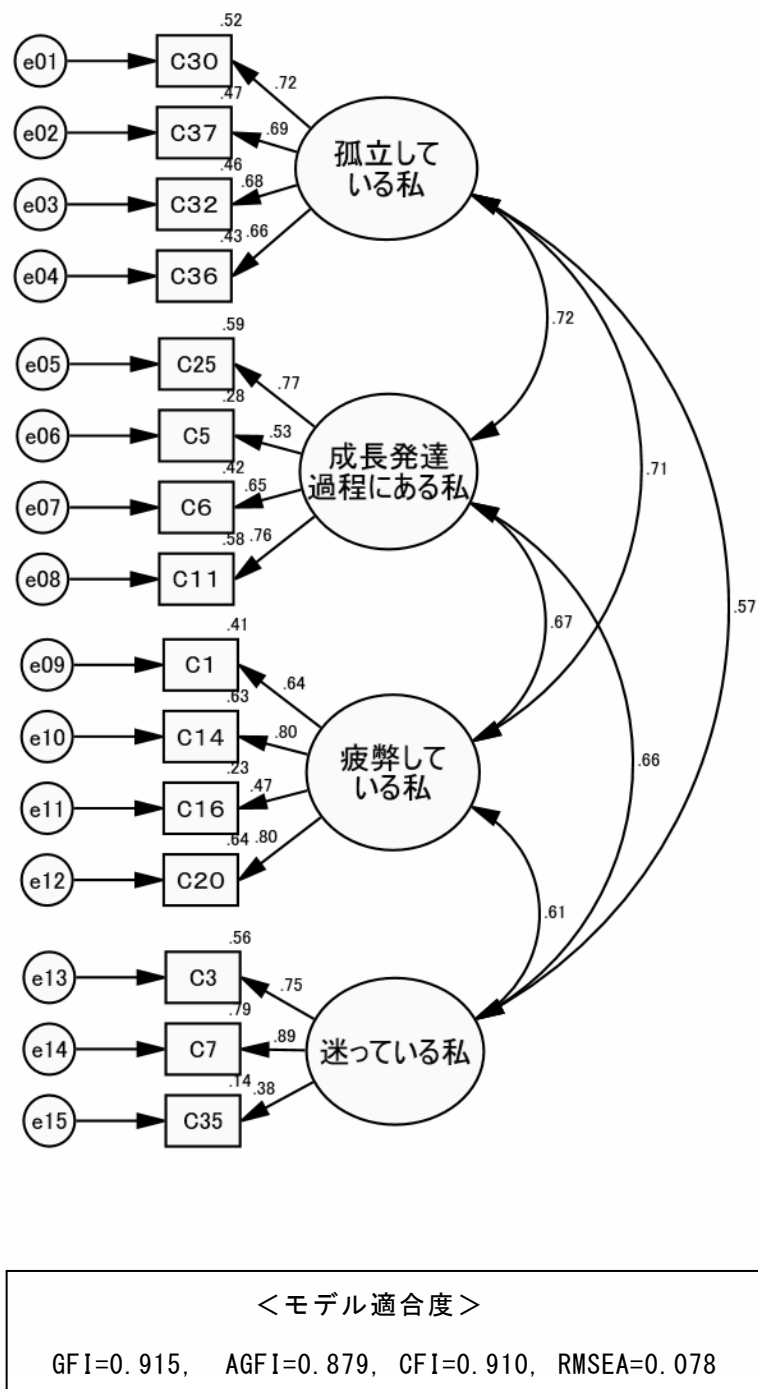 .52
e01 C30 .72
.47
e02 C37 .69
.46
e03 C32 .68
.43 .66
e04 C36
孤立して
いる私
.59
e05 C25 .77
.28
e06 C5 .53
.42
e07 C6 .65
.58 .76
e08 C11
成長発達
過程にある私
.41
e09 C1 .64
.63
e10 C14 .80
.23
e11 C16 .47
.64 .80
e12 C20
疲弊して
いる私
.56
e13 C3 .75
.79
e14 C7 .89
.14 .38
e15 C35
迷っている私
.72
.71
.57
.67
.66
.61
<モデル適合度>
GFI=0.915, AGFI=0.879, CFI=0.910, RMSEA=0.078